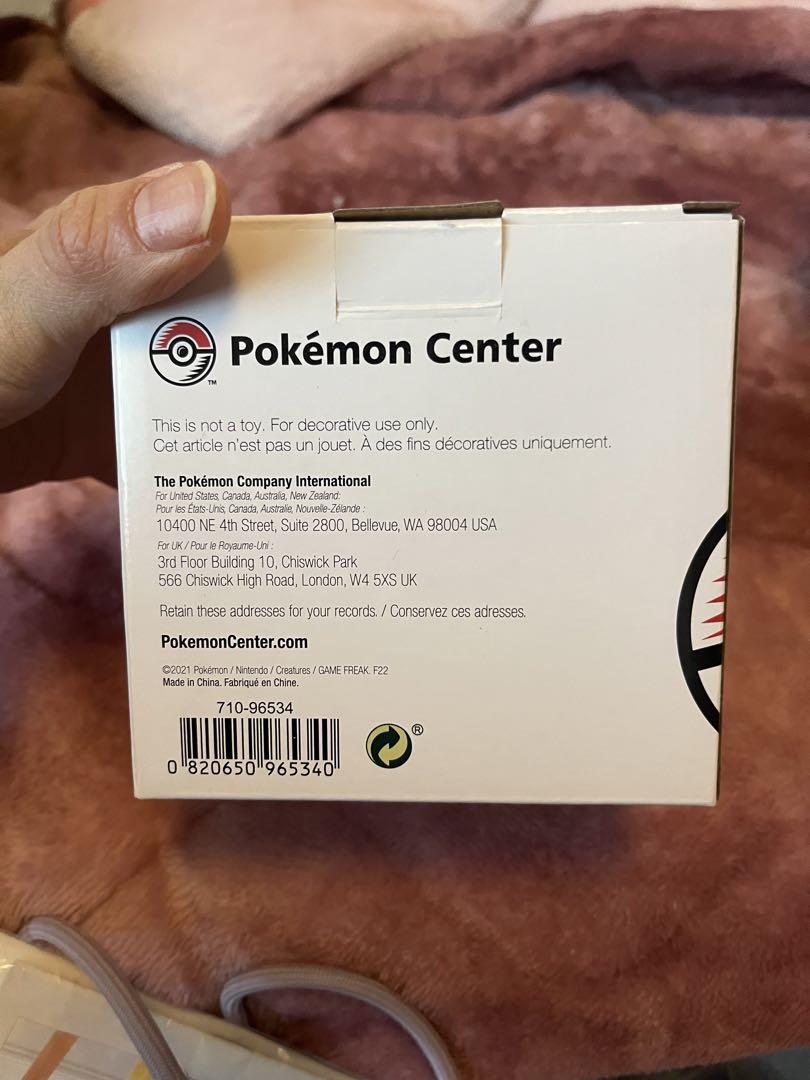 Pokémon Center
TM
This is not a toy. For decorative use only.
Cet article n'est pas un jouet. À des fins décoratives uniquement.
The Pokémon Company International
For United States, Canada, Australia, New Zealand:
Pour les États-Unis, Canada, Australie, Nouvelle-Zélande :
10400 NE 4th Street, Suite 2800, Bellevue, WA 98004 USA
For UK / Pour le Royaume-Uni :
3rd Floor Building 10, Chiswick Park
566 Chiswick High Road, London, W4 5XS UK
Retain these addresses for your records. / Conservez ces adresses.
PokemonCenter.com
©2021 Pokémon / Nintendo / Creatures / GAME FREAK. F22
Made in China. Fabriqué en Chine.
710-96534
0 820650 965340
®